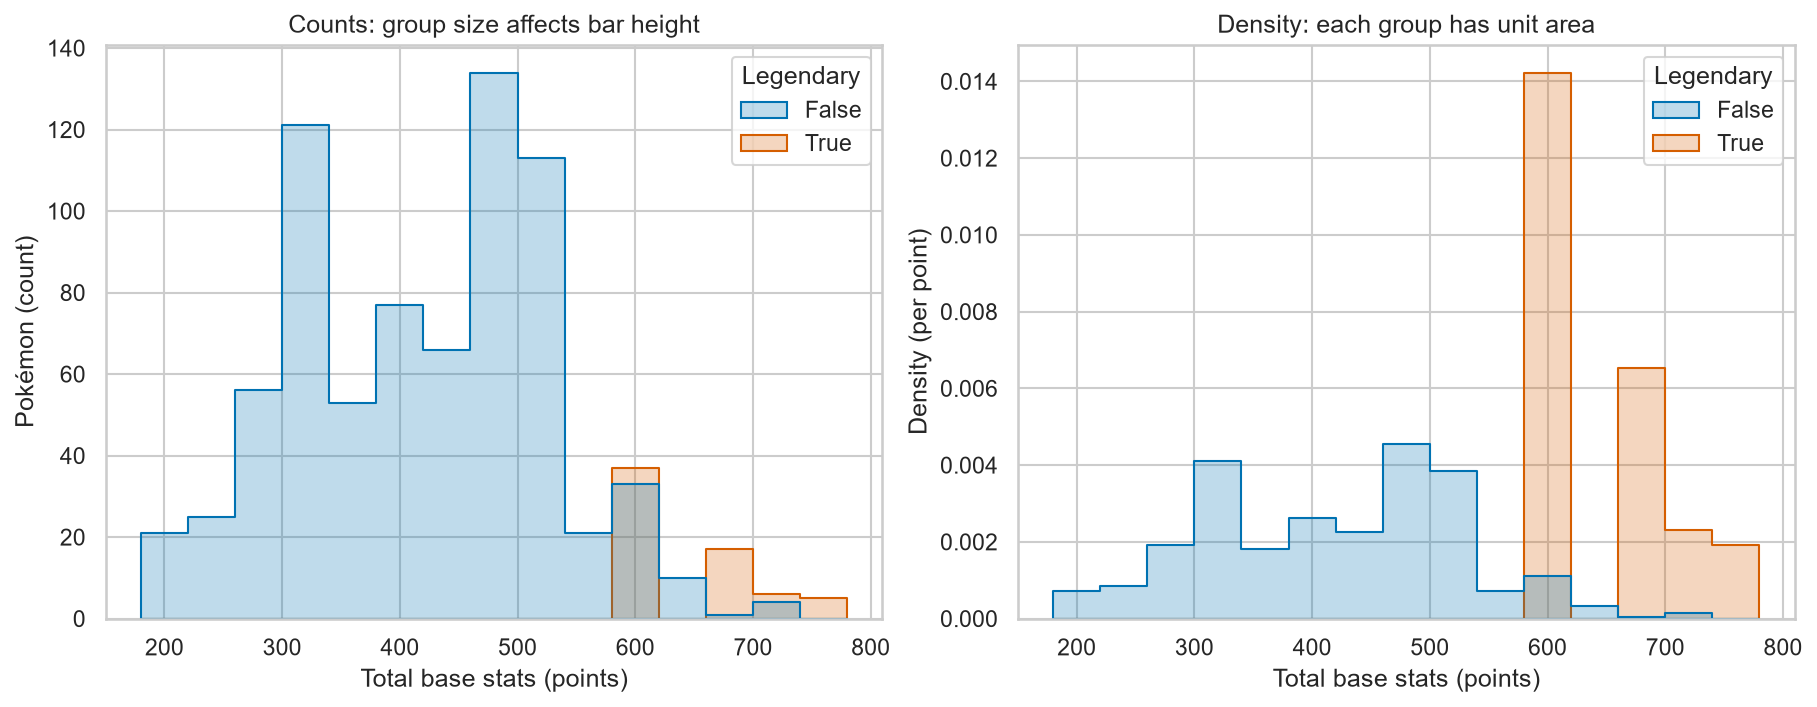 Counts: group size affects bar height
140
120
100
80
60
40
20
0
Pokémon (count)
200 300 400 500 600 700 800
Total base stats (points)
Legendary
False
True
Density: each group has unit area
0.014
0.012
0.010
0.008
0.006
0.004
0.002
0.000
Density (per point)
200 300 400 500 600 700 800
Total base stats (points)
Legendary
False
True